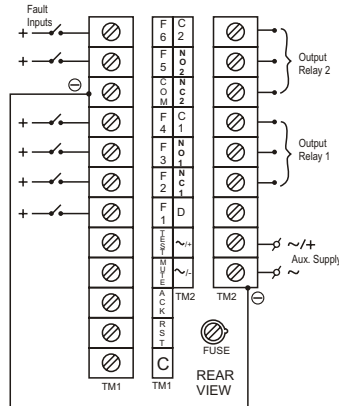 Fault
Inputs
+
+
+
+
+
+
F6
F5
COM
F4
F3
F2
F1
TEST
MUTE
ACK
RST
C
C2
NO2
NC2
C1
NO1
NC1
D
~/+
~/-
Output
Relay 2
Output
Relay 1
~/+
Aux. Supply
~
TM2
TM2
FUSE
REAR
VIEW
TM1
TM1